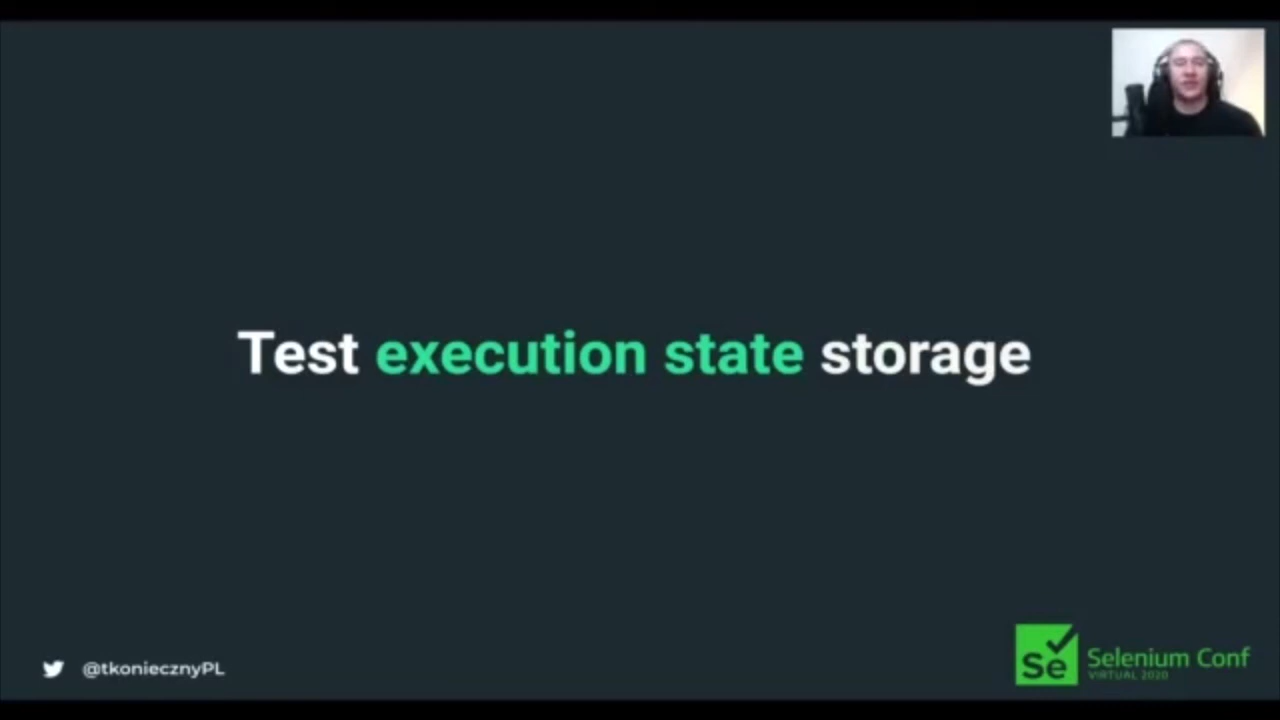 Test execution state storage
@tkoniecznyPL
Se
Selenium Conf
VIRTUAL 2020